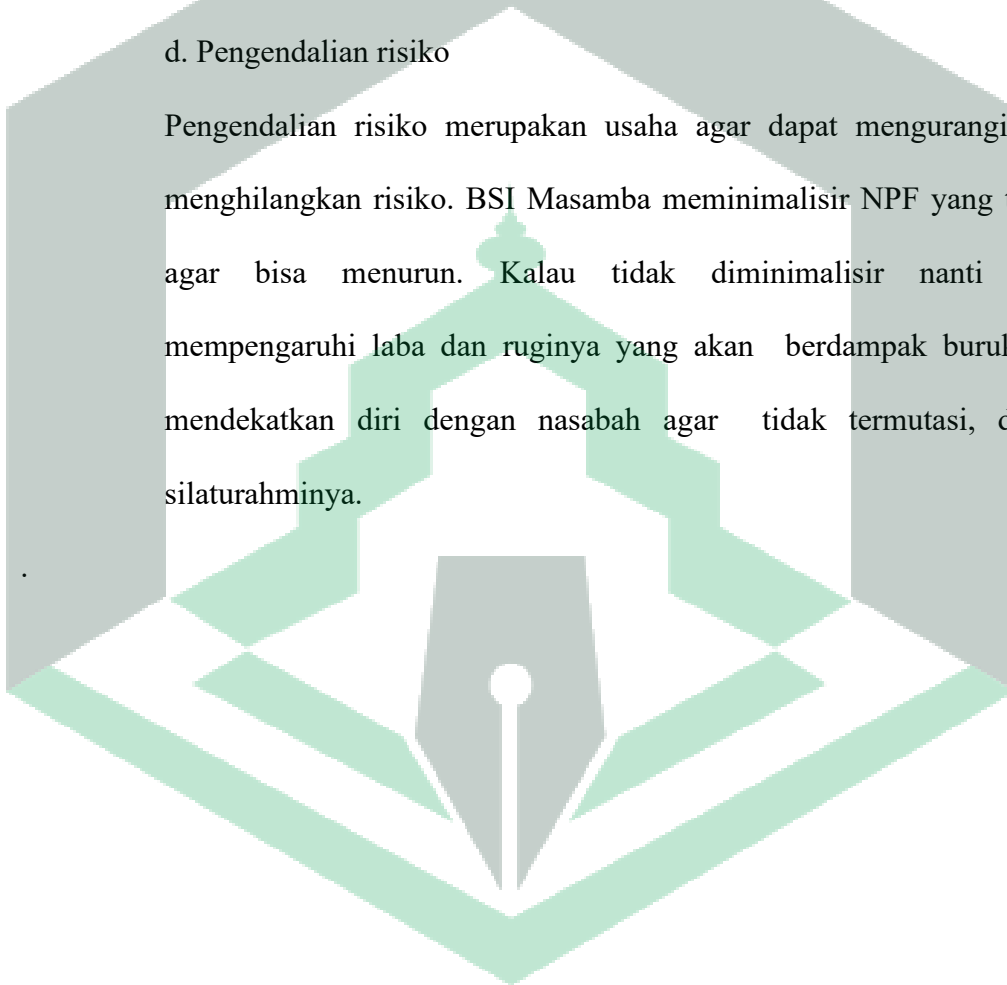 d. Pengendalian risiko
Pengendalian risiko merupakan usaha agar dapat mengurangi
menghilangkan risiko. BSI Masamba meminimalisir NPF yang
agar bisa menurun. Kalau tidak diminimalisir nanti
mempengaruhi laba dan ruginya yang akan berdampak
mendekatkan diri dengan nasabah agar tidak termutasi,
silaturahminya.
.